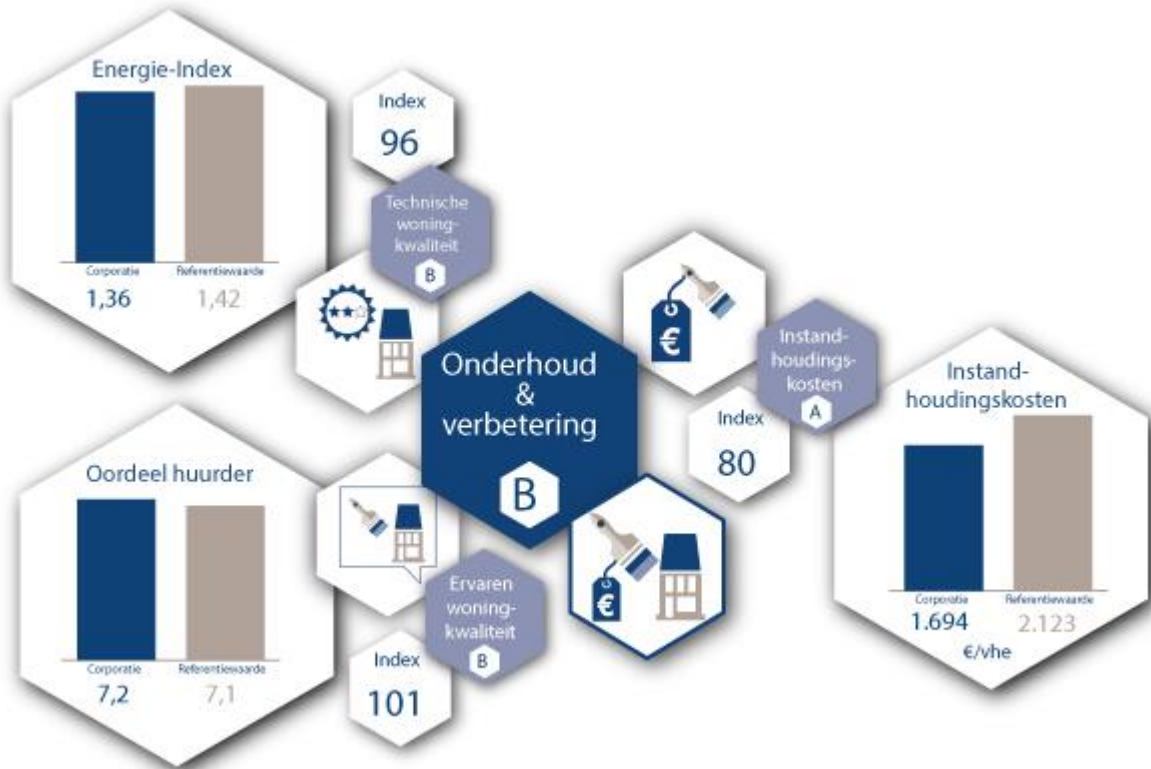 Energie-Index
Corporatie
Referentiewaarde
1,36
1,42
Index
96
Technische
woning-
kwaliteit
B
Onderhoud
&
verbetering
B
Instand-
houdings-
kosten
A
Index
80
€
Instand-
houdingskosten
Corporatie
Referentiewaarde
1.694
2.123
€/vhe
Oordeel huurder
Corporatie
Referentiewaarde
7,2
7,1
Ervaren
woning-
kwaliteit
B
Index
101
€